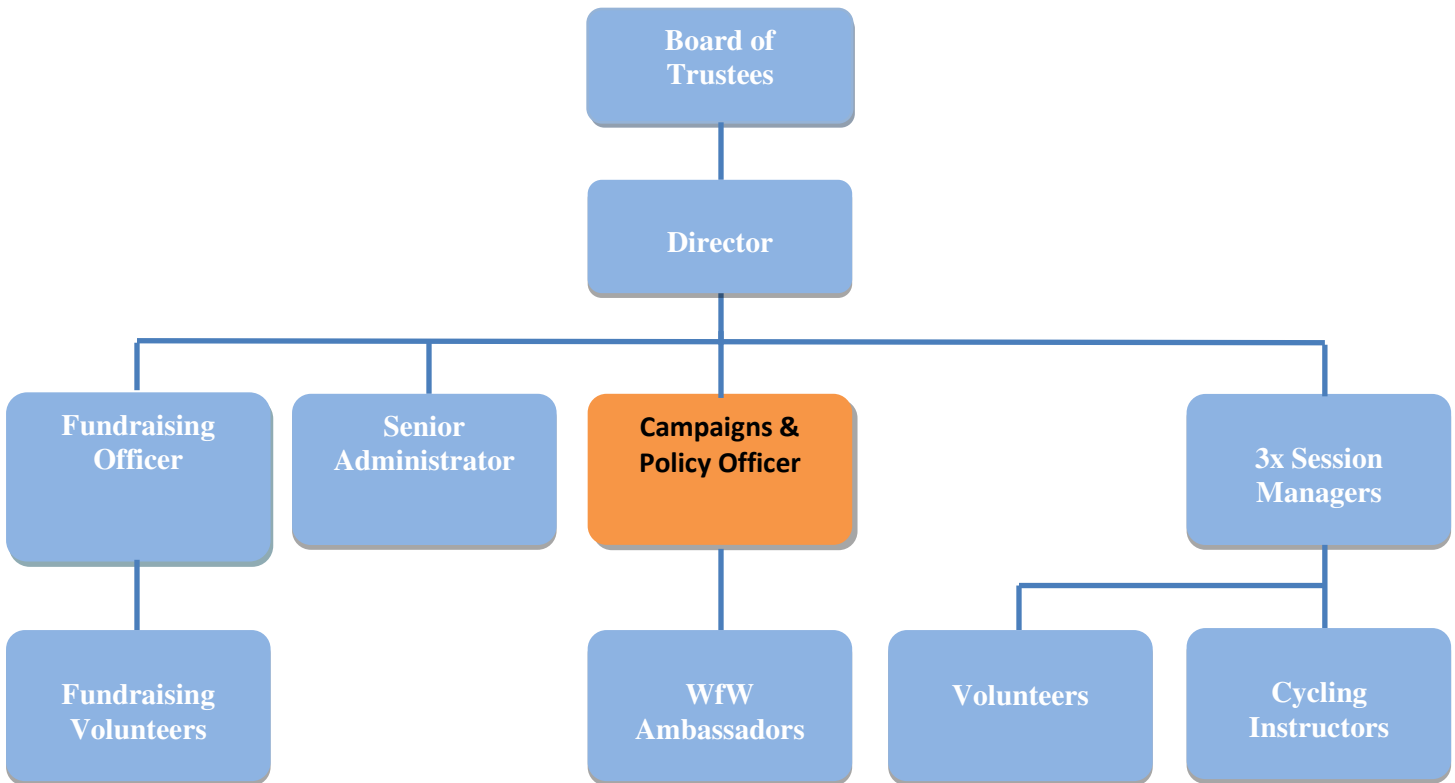 Board of
Trustees
Director
Fundraising
Officer
Senior
Administrator
Campaigns &
Policy Officer
3x Session
Managers
Fundraising
Volunteers
WfW
Ambassadors
Volunteers
Cycling
Instructors